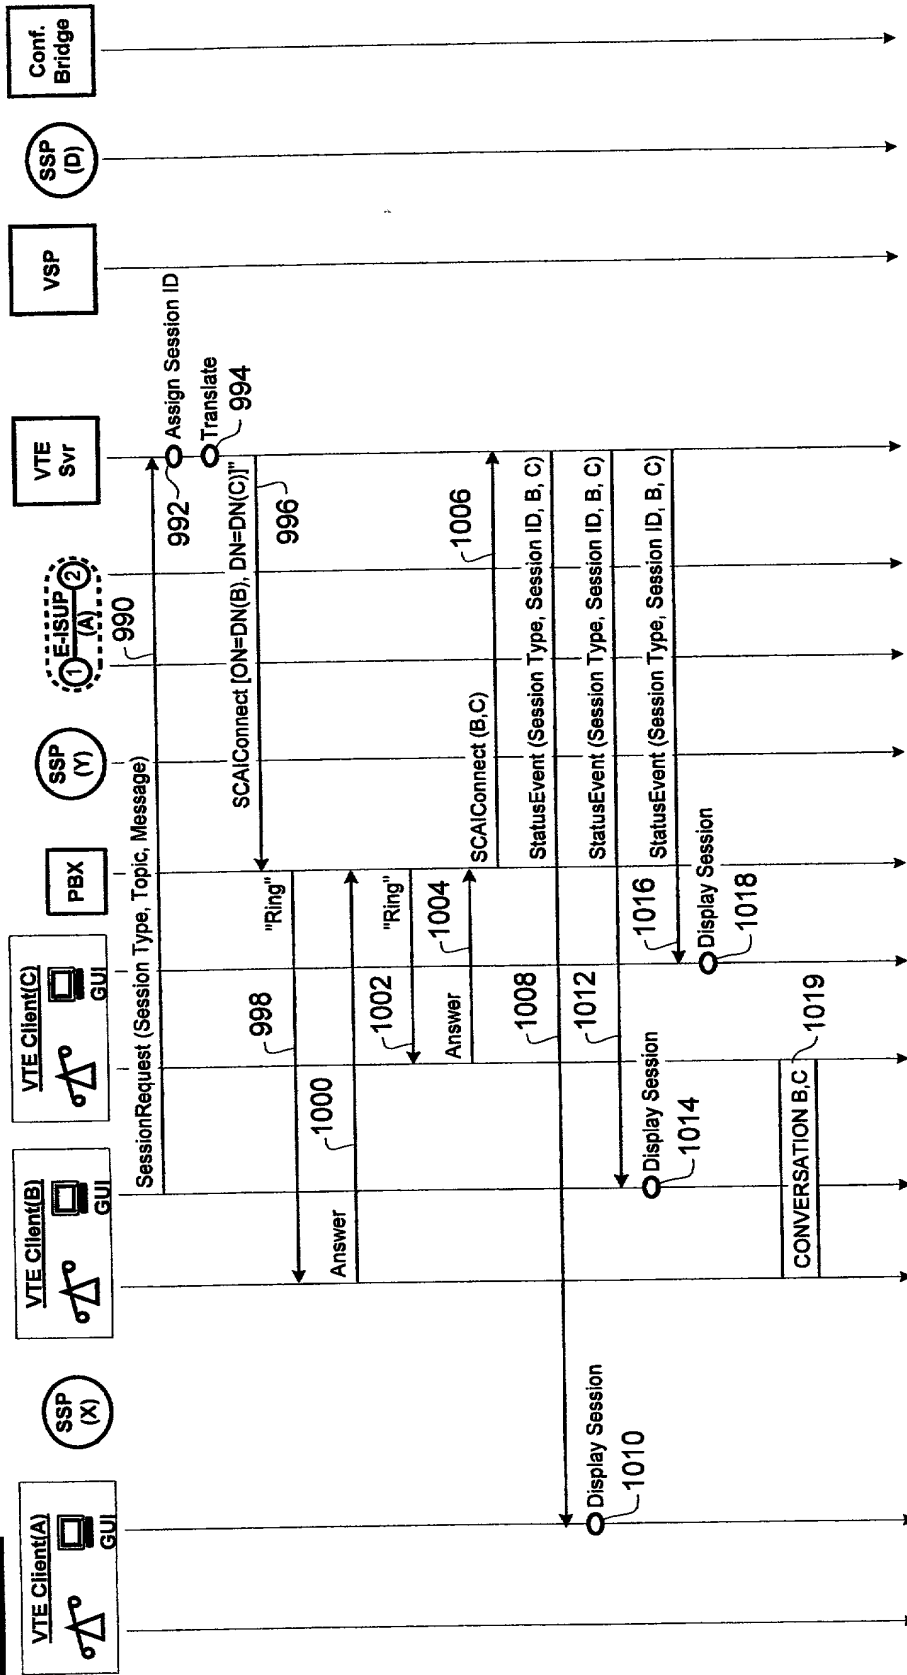 VTE Client(A)
GUI
SSP
(X)
VTE Client(B)
GUI
VTE Client(C)
GUI
PBX
SSP
(Y)
1
E-ISUP
2
(A)
VTE
Svr
VSP
SSP
(D)
Conf.
Bridge
SessionRequest (Session Type, Topic, Message)
990
992
Assign Session ID
Translate
994
SCAIConnect [ON=DN(B), DN=DN(C)]"
996
"Ring"
998
Answer
1000
"Ring"
1002
Answer
1004
SCAIConnect (B,C)
1006
StatusEvent (Session Type, Session ID, B, C)
1008
Display Session
1010
StatusEvent (Session Type, Session ID, B, C)
1012
Display Session
1014
StatusEvent (Session Type, Session ID, B, C)
1016
Display Session
1018
CONVERSATION B,C
1019